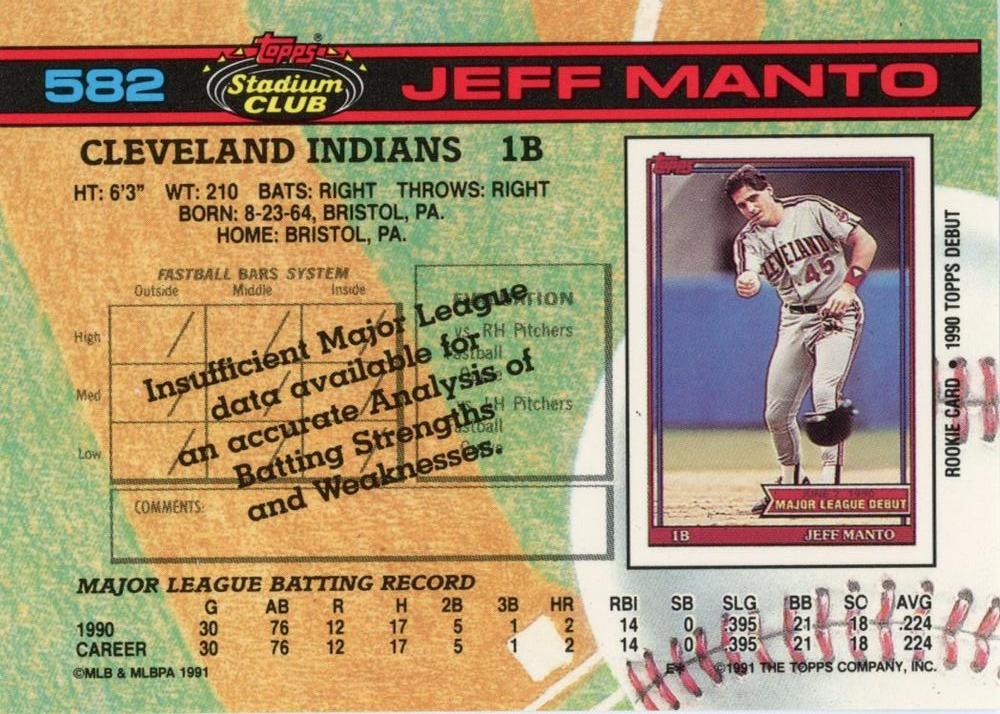 582
Topps®
Stadium
CLUB
JEFF MANTO
CLEVELAND INDIANS 1B
HT: 6'3" WT: 210 BATS: RIGHT THROWS: RIGHT
BORN: 8-23-64, BRISTOL, PA.
HOME: BRISTOL, PA.
FASTBALL BARS SYSTEM
Outside Middle Inside
High
Med
Low
vs. RH Pitchers
Pitchers
COMMENTS:
Insufficient Major League
data available for
an accurate Analysis of
Batting Strengths
and Weaknesses.
Topps
CLEVELAND
45
MAJOR LEAGUE DEBUT
1B JEFF MANTO
ROOKIE CARD • 1990 TOPPS DEBUT
MAJOR LEAGUE BATTING RECORD
G AB R H 2B 3B HR RBI SB SLG BB SO AVG
1990 30 76 12 17 5 1 2 14 0 .395 21 18 .224
CAREER 30 76 12 17 5 1 2 14 0 .395 21 18 .224
©MLB & MLBPA 1991
E* ©1991 THE TOPPS COMPANY, INC.